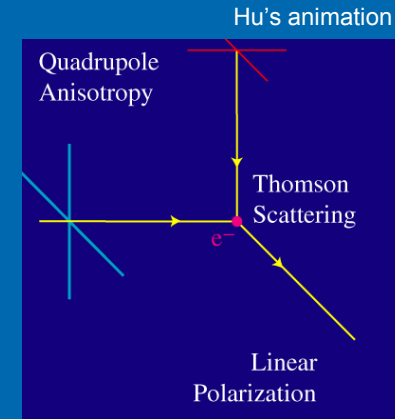 Hu's animation
Quadrupole
Anisotropy
Thomson
Scattering
e⁻
Linear
Polarization